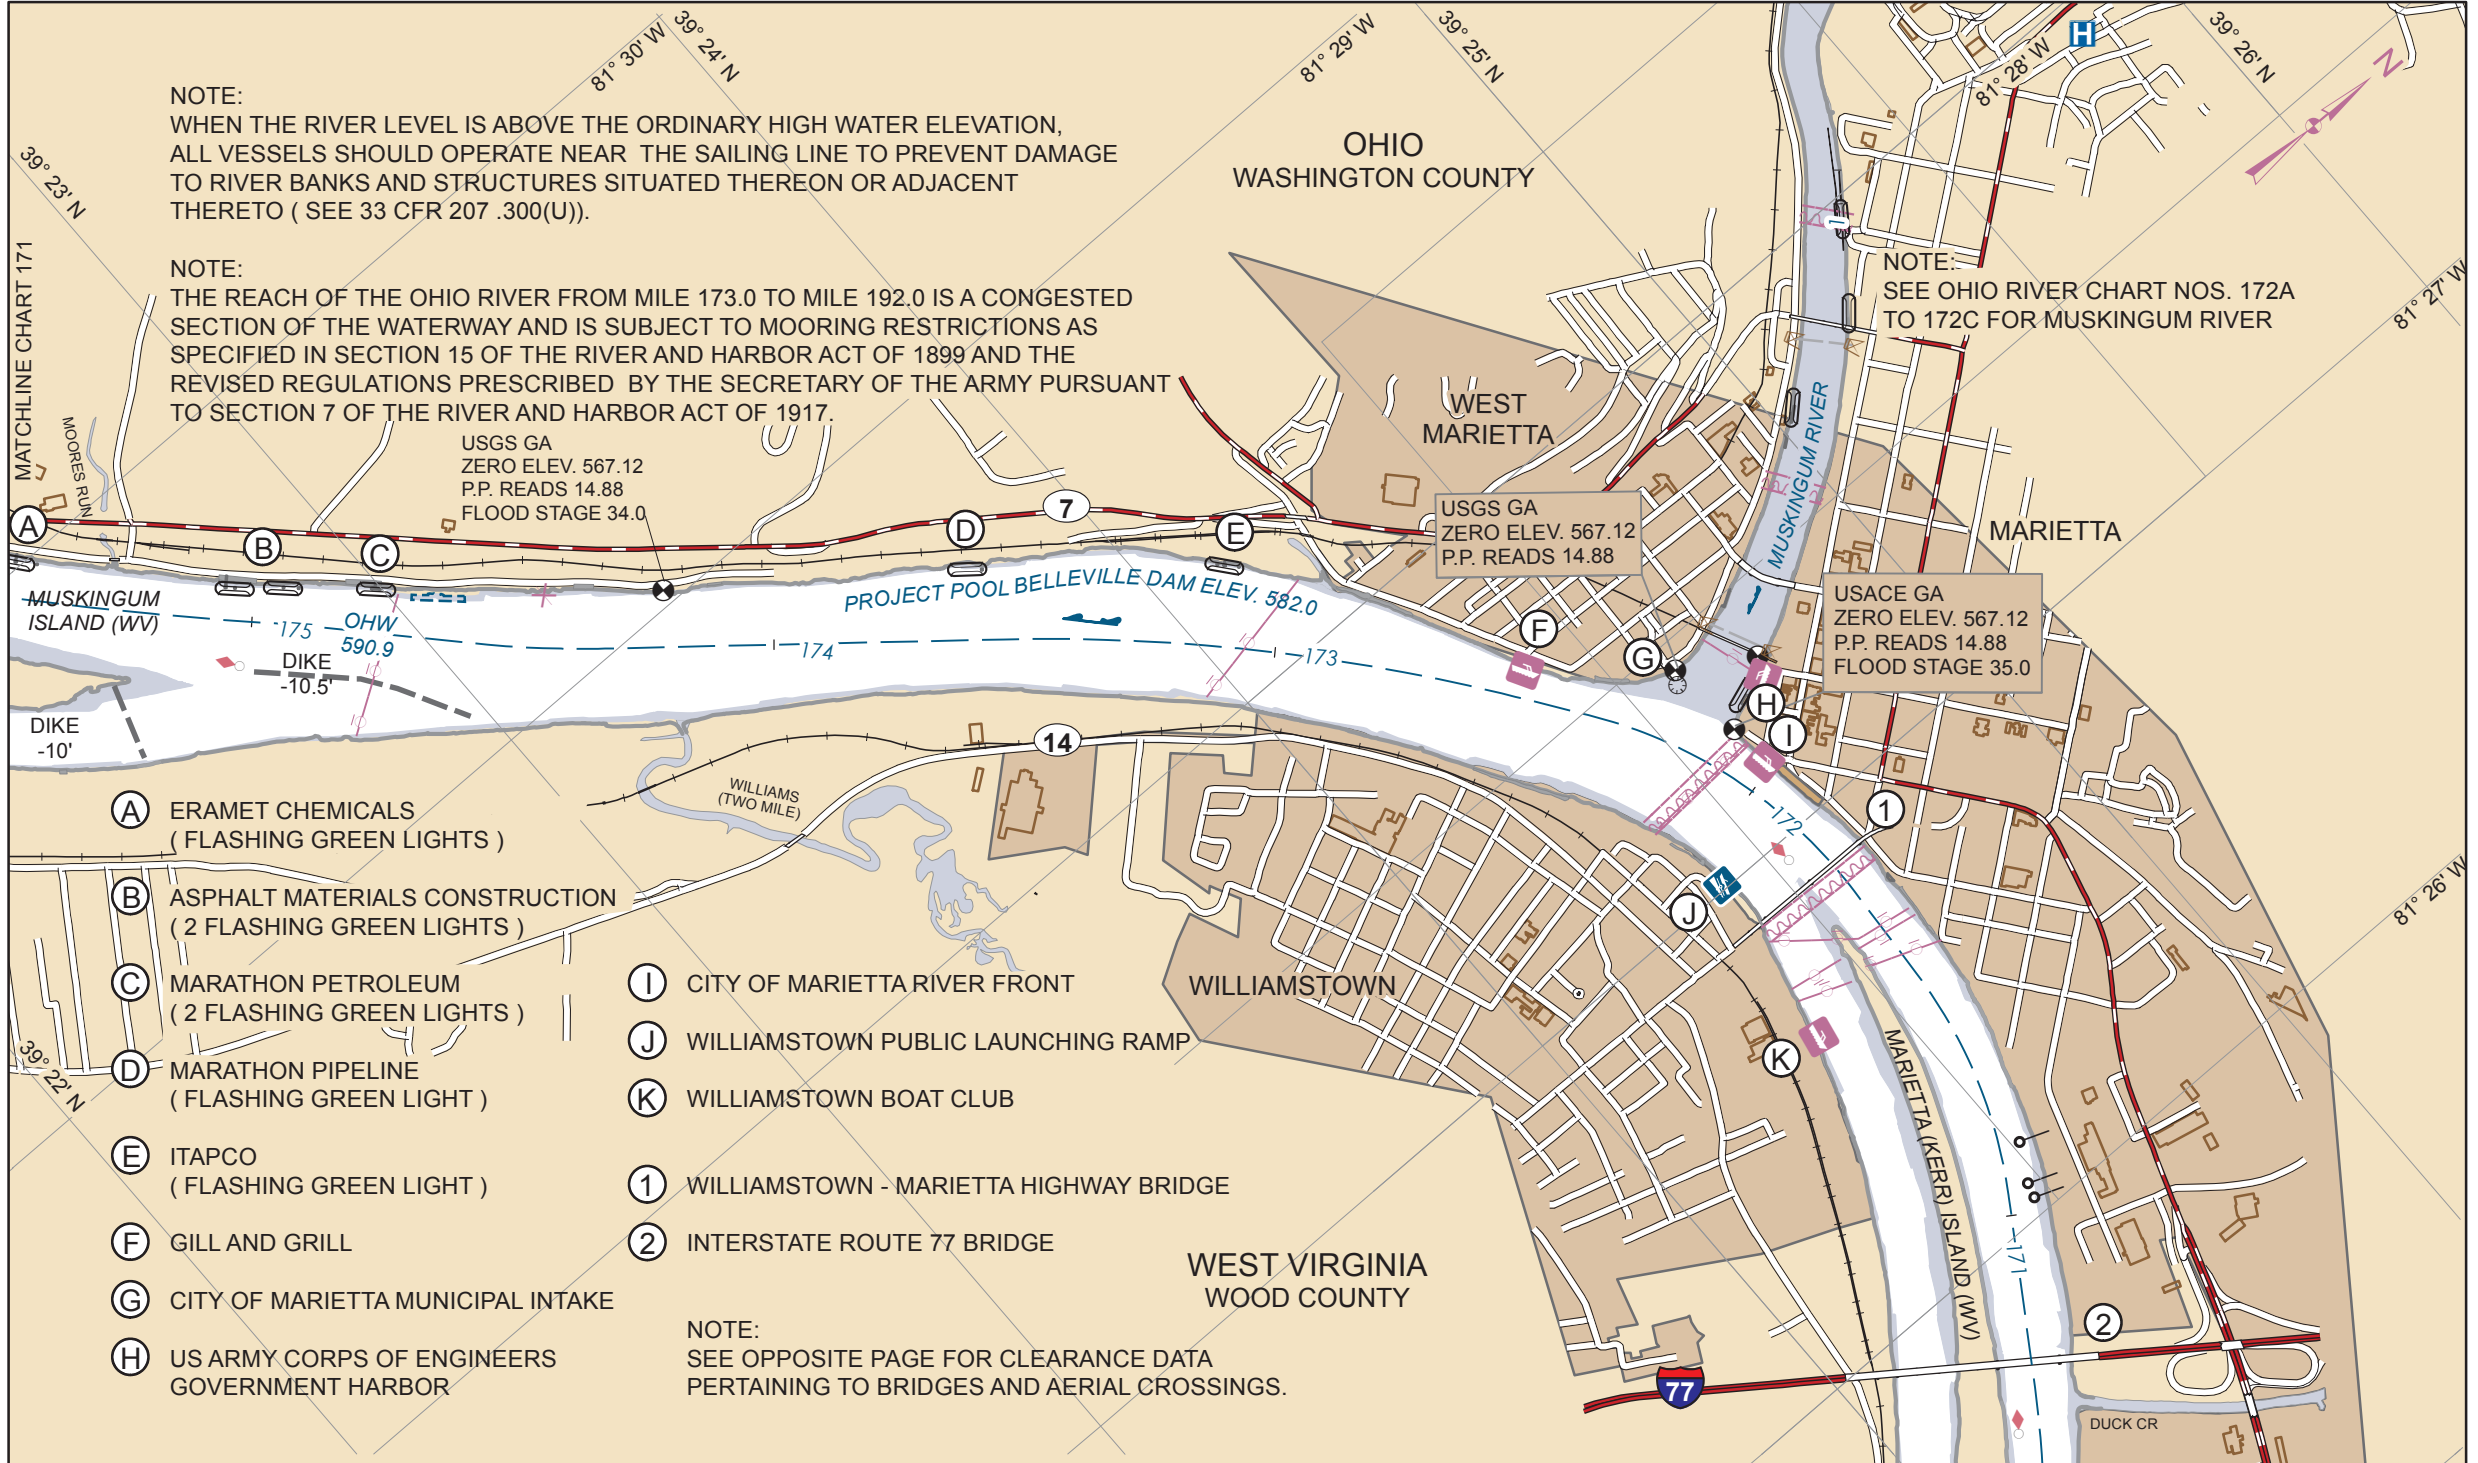 81° 30' W
39° 24' N
81° 29' W
39° 25' N
81° 28' W
39° 26' N
H
N
NOTE:
WHEN THE RIVER LEVEL IS ABOVE THE ORDINARY HIGH WATER ELEVATION,
ALL VESSELS SHOULD OPERATE NEAR THE SAILING LINE TO PREVENT DAMAGE
TO RIVER BANKS AND STRUCTURES SITUATED THEREON OR ADJACENT
THERETO ( SEE 33 CFR 207 .300(U)).
39° 23' N
OHIO
WASHINGTON COUNTY
1
NOTE:
THE REACH OF THE OHIO RIVER FROM MILE 173.0 TO MILE 192.0 IS A CONGESTED
SECTION OF THE WATERWAY AND IS SUBJECT TO MOORING RESTRICTIONS AS
SPECIFIED IN SECTION 15 OF THE RIVER AND HARBOR ACT OF 1899 AND THE
REVISED REGULATIONS PRESCRIBED BY THE SECRETARY OF THE ARMY PURSUANT
TO SECTION 7 OF THE RIVER AND HARBOR ACT OF 1917.
NOTE:
SEE OHIO RIVER CHART NOS. 172A
TO 172C FOR MUSKINGUM RIVER
81° 27' W
MATCHLINE CHART 171
MOORES RUN
USGS GA
ZERO ELEV. 567.12
P.P. READS 14.88
FLOOD STAGE 34.0
WEST
MARIETTA
MUSKINGUM RIVER
MARIETTA
USGS GA
ZERO ELEV. 567.12
P.P. READS 14.88
USACE GA
ZERO ELEV. 567.12
P.P. READS 14.88
FLOOD STAGE 35.0
A
B
C
D
7
E
F
G
H
I
1
J
K
2
MUSKINGUM
ISLAND (WV)
175
OHW
590.9
PROJECT POOL BELLEVILLE DAM ELEV. 582.0
174
173
172
171
DIKE
-10.5'
DIKE
-10'
14
WILLIAMS
(TWO MILE)
WILLIAMSTOWN
81° 26' W
39° 22' N
MARIETTA (KERR) ISLAND (WV)
A ERAMET CHEMICALS
( FLASHING GREEN LIGHTS )
B ASPHALT MATERIALS CONSTRUCTION
( 2 FLASHING GREEN LIGHTS )
C MARATHON PETROLEUM
( 2 FLASHING GREEN LIGHTS )
D MARATHON PIPELINE
( FLASHING GREEN LIGHT )
E ITAPCO
( FLASHING GREEN LIGHT )
F GILL AND GRILL
G CITY OF MARIETTA MUNICIPAL INTAKE
H US ARMY CORPS OF ENGINEERS
GOVERNMENT HARBOR
I CITY OF MARIETTA RIVER FRONT
J WILLIAMSTOWN PUBLIC LAUNCHING RAMP
K WILLIAMSTOWN BOAT CLUB
1 WILLIAMSTOWN - MARIETTA HIGHWAY BRIDGE
2 INTERSTATE ROUTE 77 BRIDGE
WEST VIRGINIA
WOOD COUNTY
NOTE:
SEE OPPOSITE PAGE FOR CLEARANCE DATA
PERTAINING TO BRIDGES AND AERIAL CROSSINGS.
77
DUCK CR